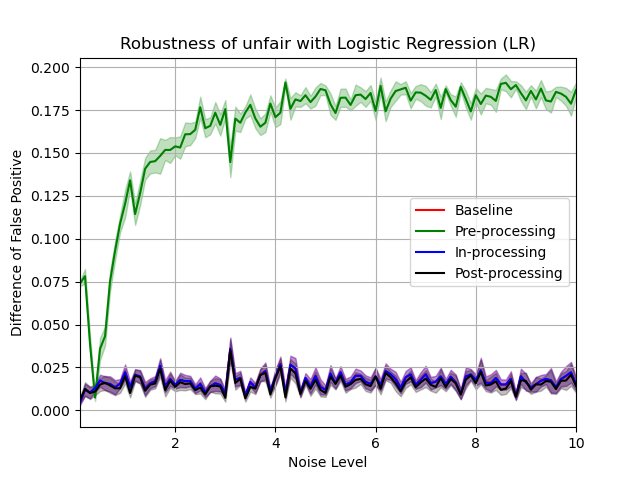 Robustness of unfair with Logistic Regression (LR)
0.200
0.175
0.150
0.125
0.100
0.075
0.050
0.025
0.000
Difference of False Positive
Baseline
Pre-processing
In-processing
Post-processing
2 4 6 8 10
Noise Level